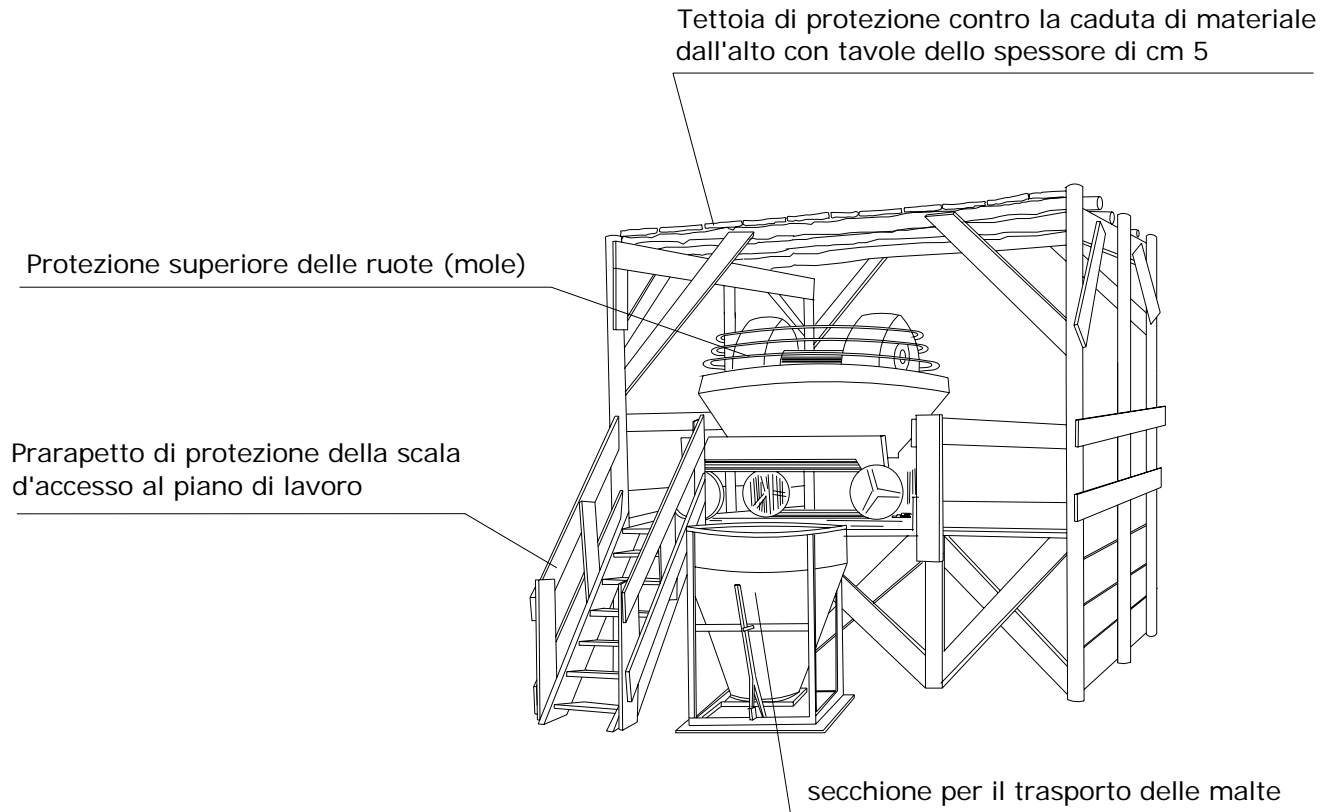 Tettoia di protezione contro la caduta di materiale
dall'alto con tavole dello spessore di cm 5
Protezione superiore delle ruote (mole)
Prarapetto di protezione della scala
d'accesso al piano di lavoro
secchione per il trasporto delle malte